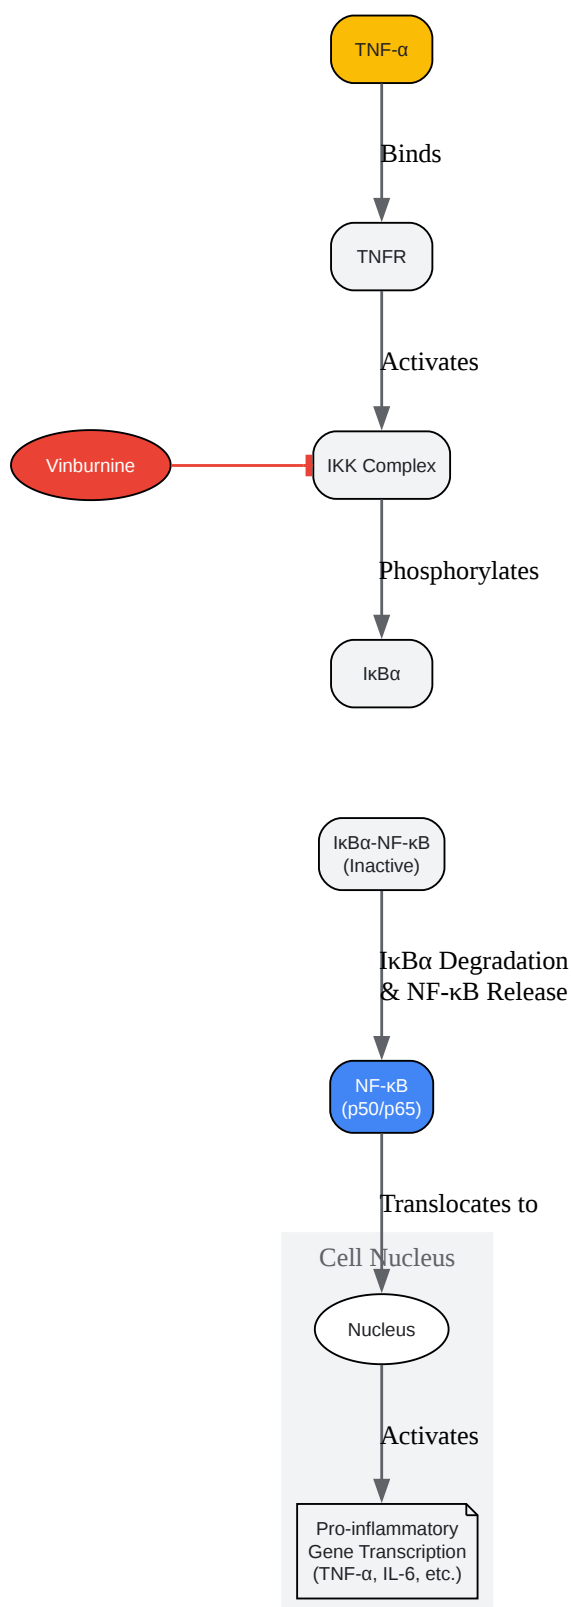 TNF-α
Binds
TNFR
Activates
Vinburnine
IKK Complex
Phosphorylates
IκBα
IκBα-NF-κB
(Inactive)
IκBα Degradation
& NF-κB Release
NF-κB
(p50/p65)
Translocates to
Cell Nucleus
Nucleus
Activates
Pro-inflammatory
Gene Transcription
(TNF-α, IL-6, etc.)